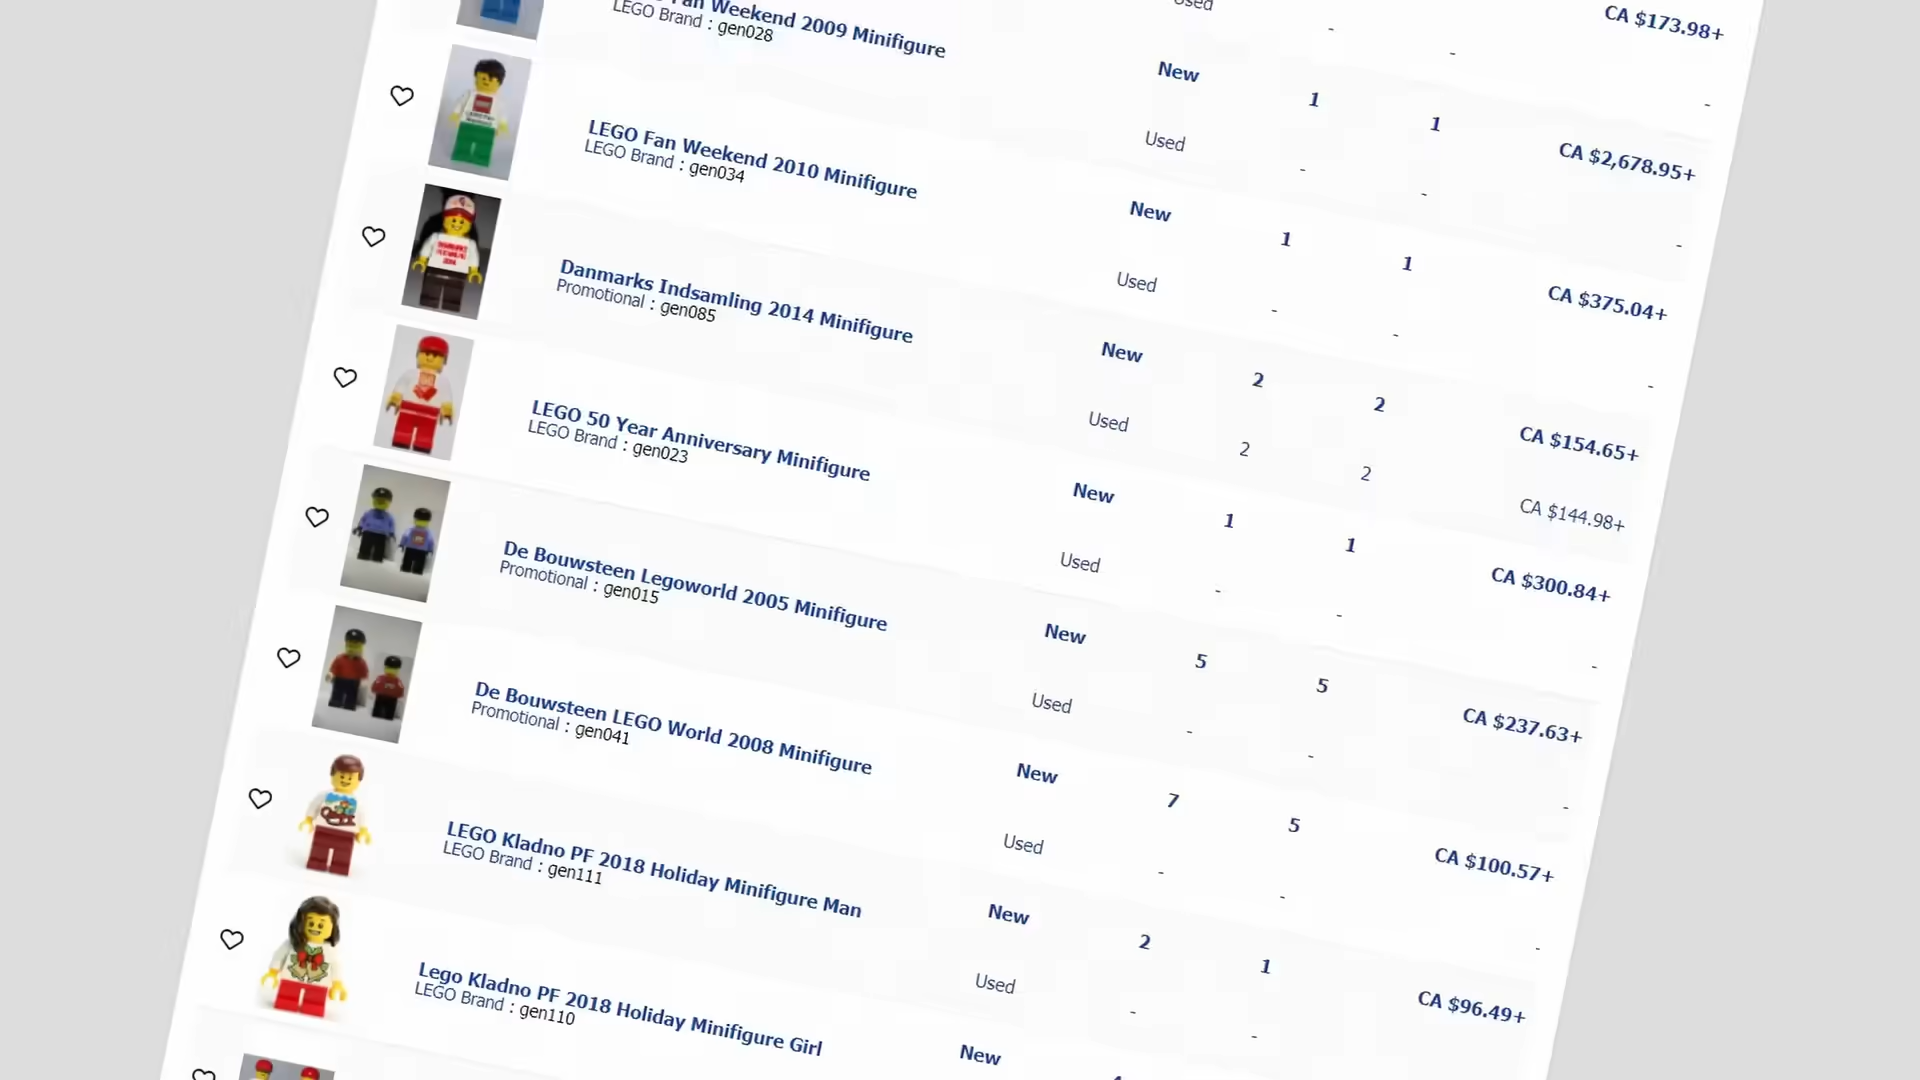 CA $173.98+
Used - - -
Fan Weekend 2009 Minifigure New 1 1 CA $2,678.95+
LEGO Brand : gen028
Used - - -
LEGO Fan Weekend 2010 Minifigure New 1 1 CA $375.04+
LEGO Brand : gen034
Used - - -
Danmarks Indsamling 2014 Minifigure New 2 2 CA $154.65+
Promotional : gen085
Used 2 2 CA $144.98+
LEGO 50 Year Anniversary Minifigure New 1 1 CA $300.84+
LEGO Brand : gen023
Used - - -
De Bouwsteen Legoworld 2005 Minifigure New 5 5 CA $237.63+
Promotional : gen015
Used - - -
De Bouwsteen LEGO World 2008 Minifigure New 7 5 CA $100.57+
Promotional : gen041
Used - - -
LEGO Kladno PF 2018 Holiday Minifigure Man New 2 1 CA $96.49+
LEGO Brand : gen111
Used - -
Lego Kladno PF 2018 Holiday Minifigure Girl New
LEGO Brand : gen110